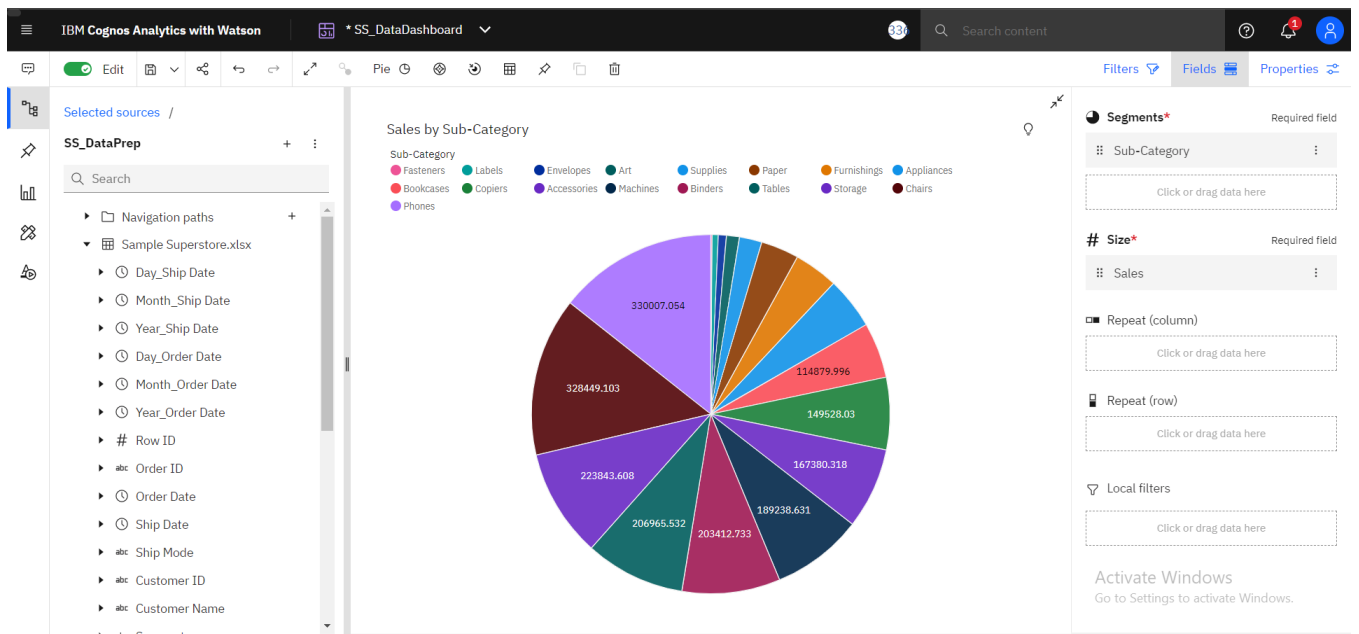 IBM Cognos Analytics with Watson
* SS_DataDashboard
336
Search content
1
Edit
Pie
Filters
Fields
Properties
Selected sources /
SS_DataPrep
Search
Navigation paths
Sample Superstore.xlsx
Day_Ship Date
Month_Ship Date
Year_Ship Date
Day_Order Date
Month_Order Date
Year_Order Date
# Row ID
abc Order ID
Order Date
Ship Date
abc Ship Mode
abc Customer ID
abc Customer Name
Sales by Sub-Category
Sub-Category
Fasteners Labels Envelopes Art Supplies Paper Furnishings Appliances
Bookcases Copiers Accessories Machines Binders Tables Storage Chairs
Phones
330007.054
328449.103
223843.608
206965.532
203412.733
189238.631
167380.318
149528.03
114879.996
Segments* Required field
Sub-Category
Click or drag data here
# Size* Required field
Sales
Repeat (column)
Click or drag data here
Repeat (row)
Click or drag data here
Local filters
Click or drag data here
Activate Windows
Go to Settings to activate Windows.